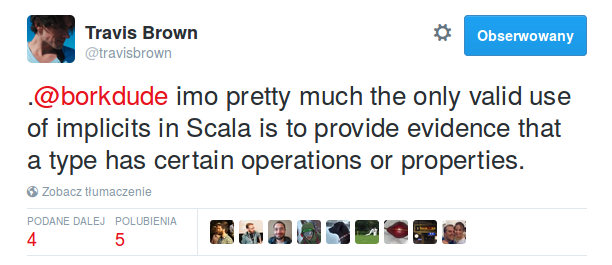 Travis Brown
@travisbrown
Obserwowany
.@borkdude imo pretty much the only valid use
of implicits in Scala is to provide evidence that
a type has certain operations or properties.
Zobacz tłumaczenie
PODANE DALEJ POLUBIENIA
4 5